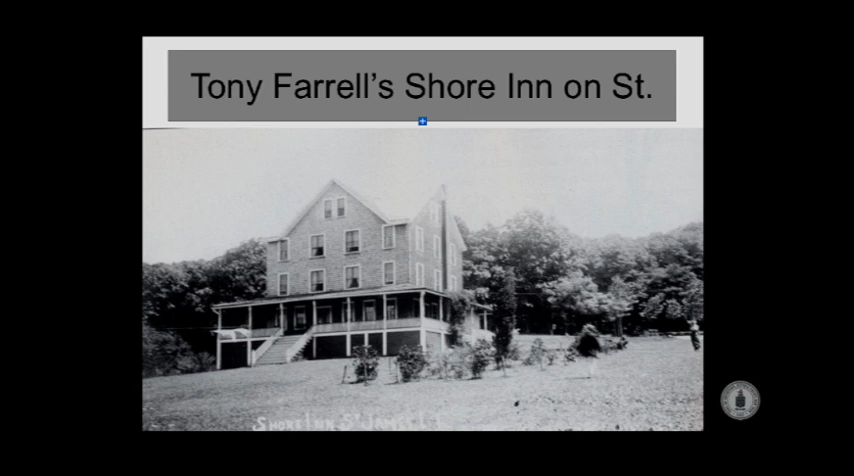 Tony Farrell's Shore Inn on St.
SHORE INN ST JAMES, L.I.